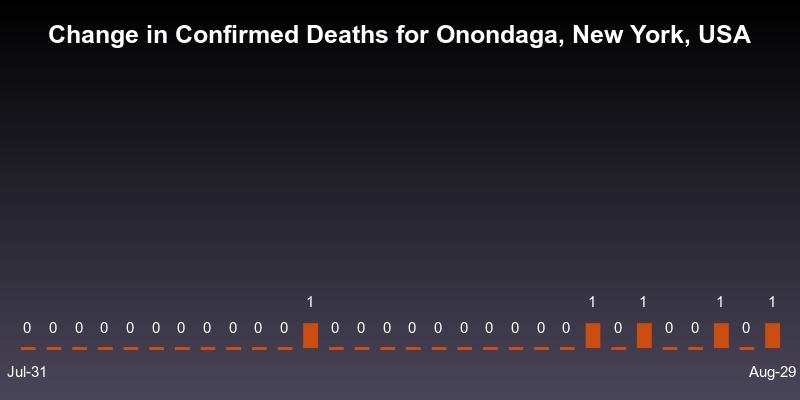 Change in Confirmed Deaths for Onondaga, New York, USA
1 1 1 1 1
0 0 0 0 0 0 0 0 0 0 0 0 0 0 0 0 0 0 0 0 0 0 0 0 0
Jul-31 Aug-29